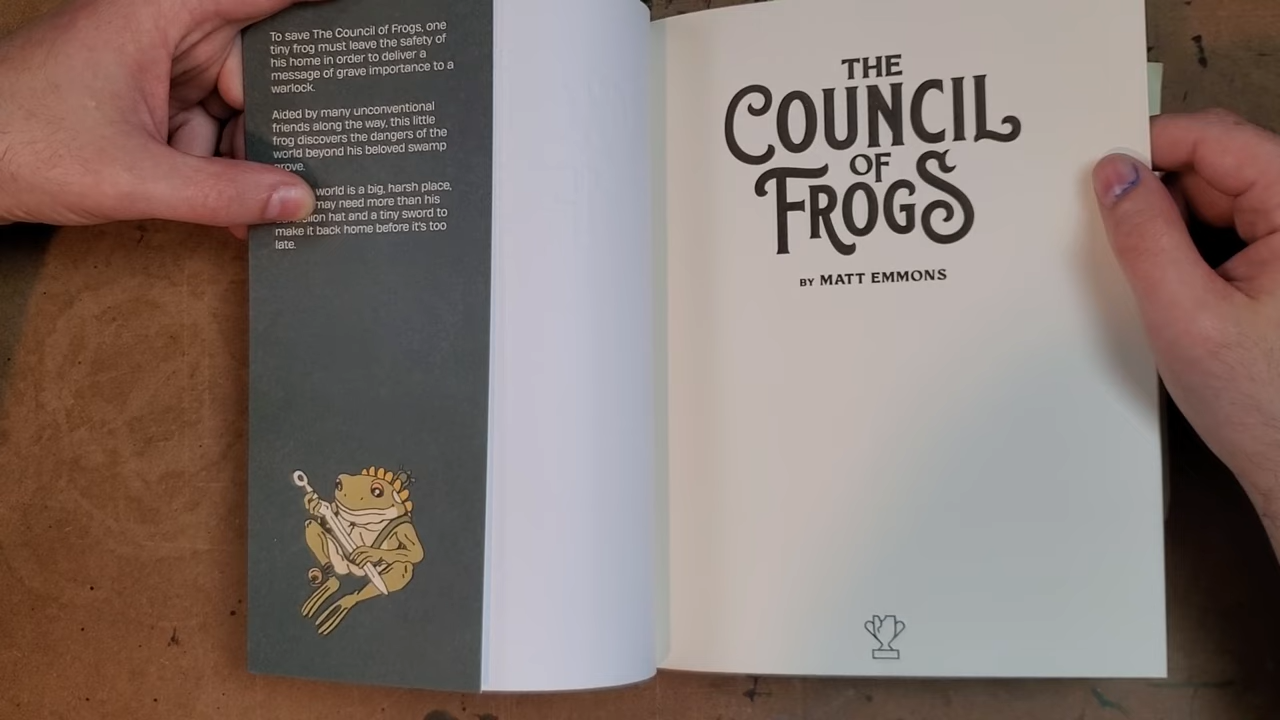 To save The Council of Frogs, one
tiny frog must leave the safety of
his home in order to deliver a
message of grave importance to a
warlock.
Aided by many unconventional
friends along the way, this little
frog discovers the dangers of the
world beyond his beloved swamp
grove.
world is a big, harsh place,
may need more than his
hat and a tiny sword to
make it back home before it's too
late.
THE
COUNCIL
OF
FROGS
BY MATT EMMONS